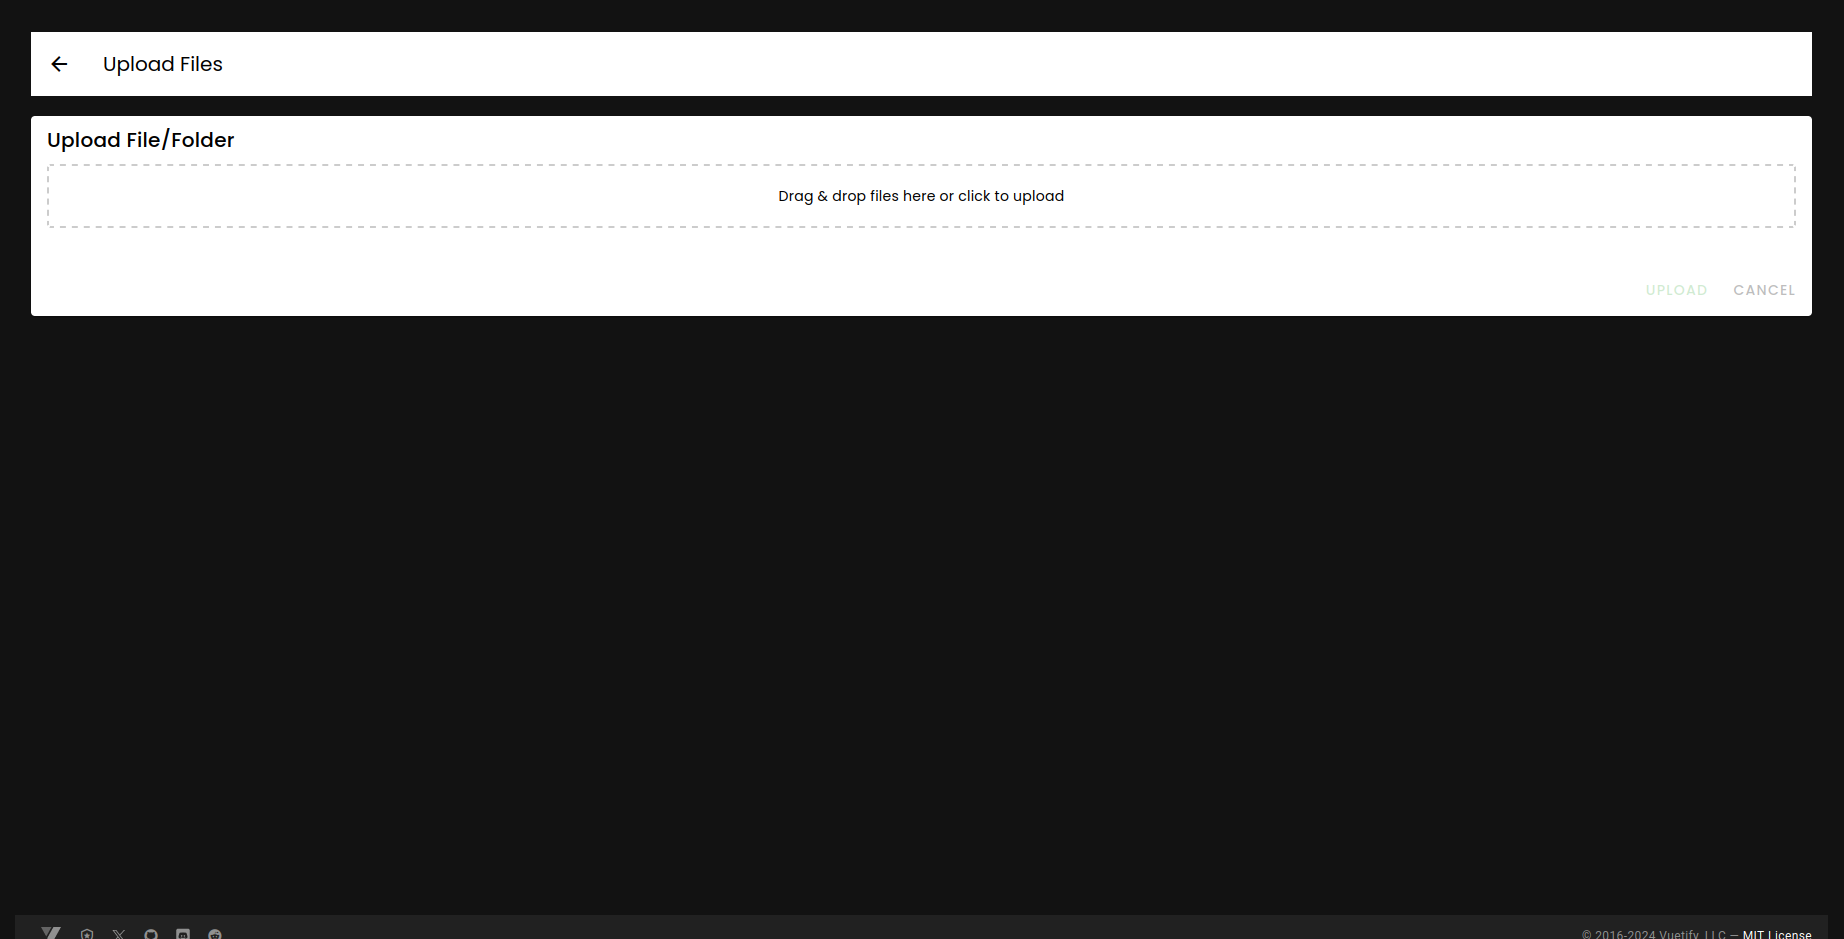 Upload Files
Upload File/Folder
Drag & drop files here or click to upload
UPLOAD CANCEL
© 2016-2024 Vuetify, LLC — MIT License